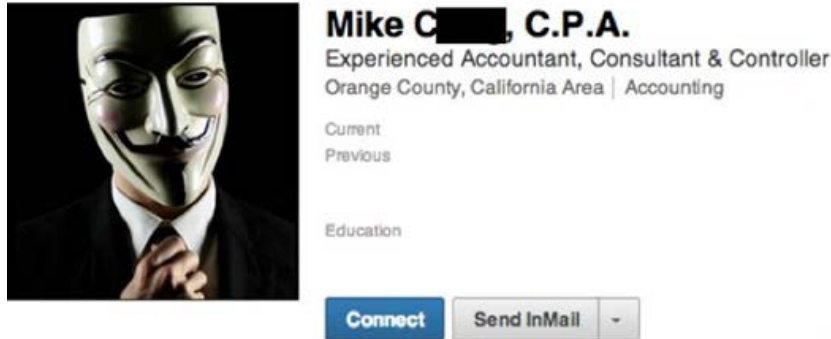 Mike C , C.P.A.
Experienced Accountant, Consultant & Controller
Orange County, California Area | Accounting
Current
Previous
Education
Connect
Send InMail